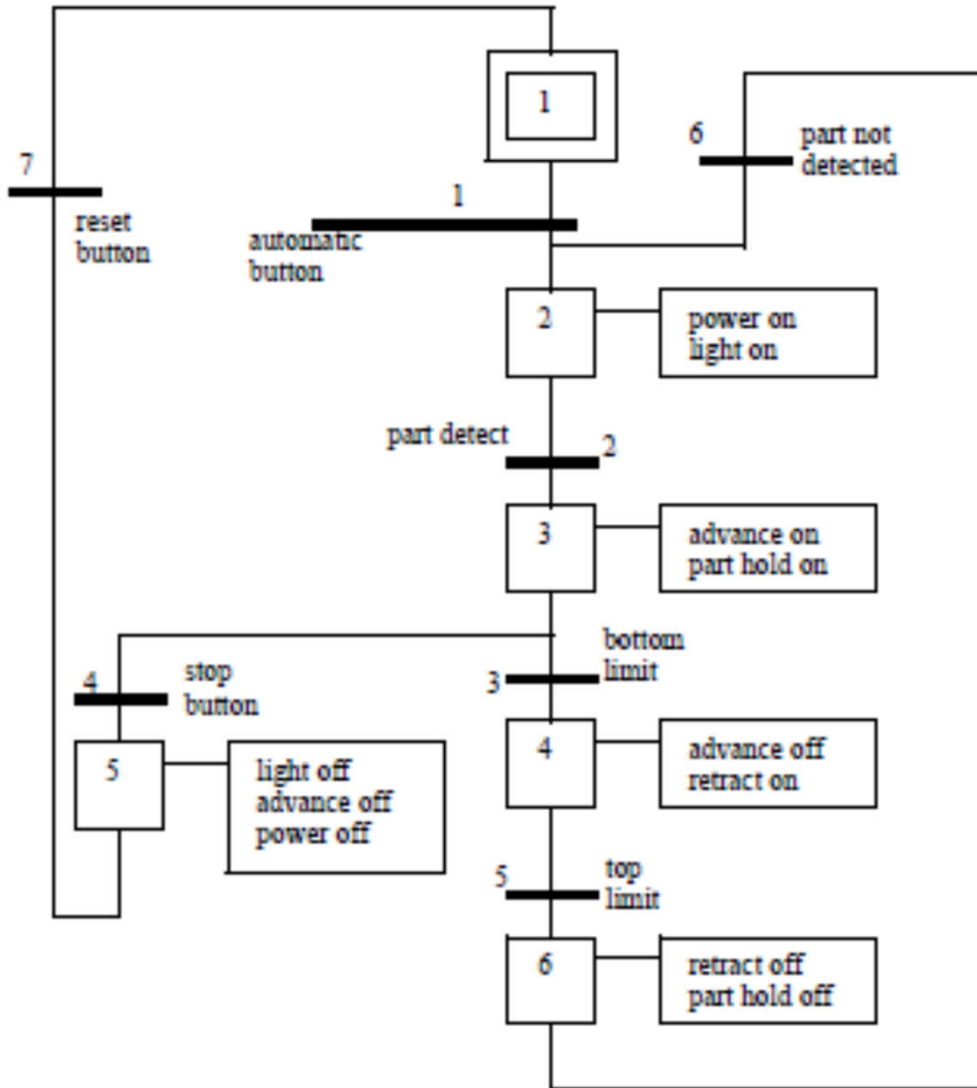 1
6
part not
detected
7
reset
button
1
automatic
button
2
power on
light on
part detect
2
3
advance on
part hold on
bottom
limit
3
4
stop
button
4
advance off
retract on
5
light off
advance off
power off
5
top
limit
6
retract off
part hold off